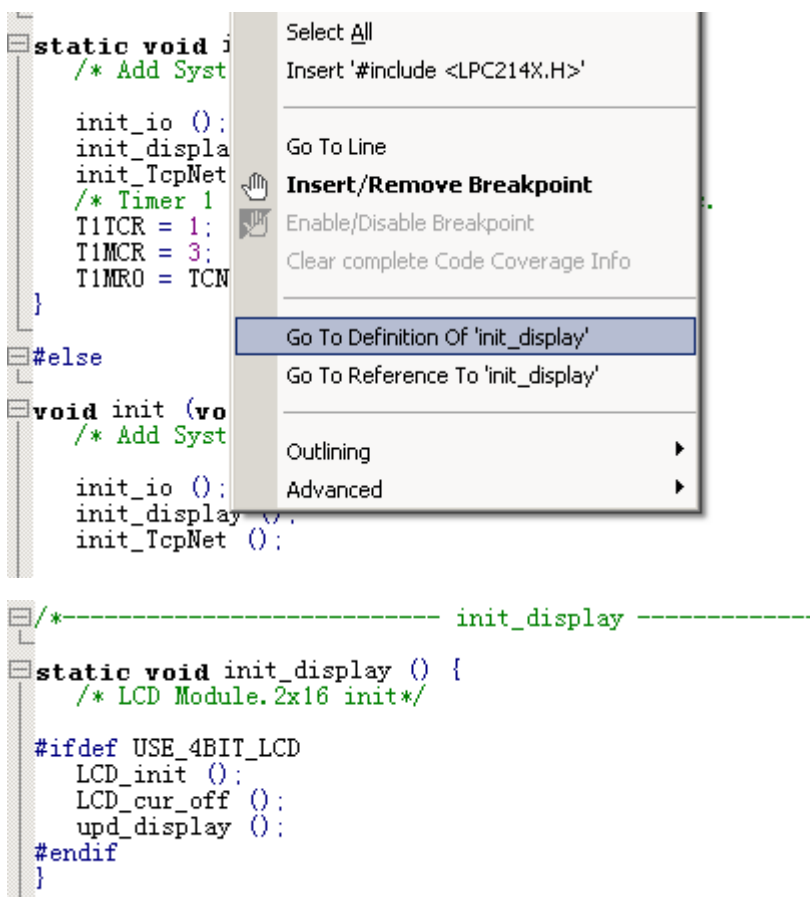 static void i
/* Add Syst
init_io ();
init_displa
init_TcpNet
/* Timer 1
T1TCR = 1;
T1MCR = 3;
T1MR0 = TCN
}
#else
void init (vo
/* Add Syst
init_io ();
init_display ();
init_TcpNet ();
Select All
Insert '#include <LPC214X.H>'
Go To Line
Insert/Remove Breakpoint
Enable/Disable Breakpoint
Clear complete Code Coverage Info
Go To Definition Of 'init_display'
Go To Reference To 'init_display'
Outlining
Advanced
/*--------------------------- init_display ------------
static void init_display () {
/* LCD Module.2x16 init*/
#ifdef USE_4BIT_LCD
LCD_init ();
LCD_cur_off ();
upd_display ();
#endif
}